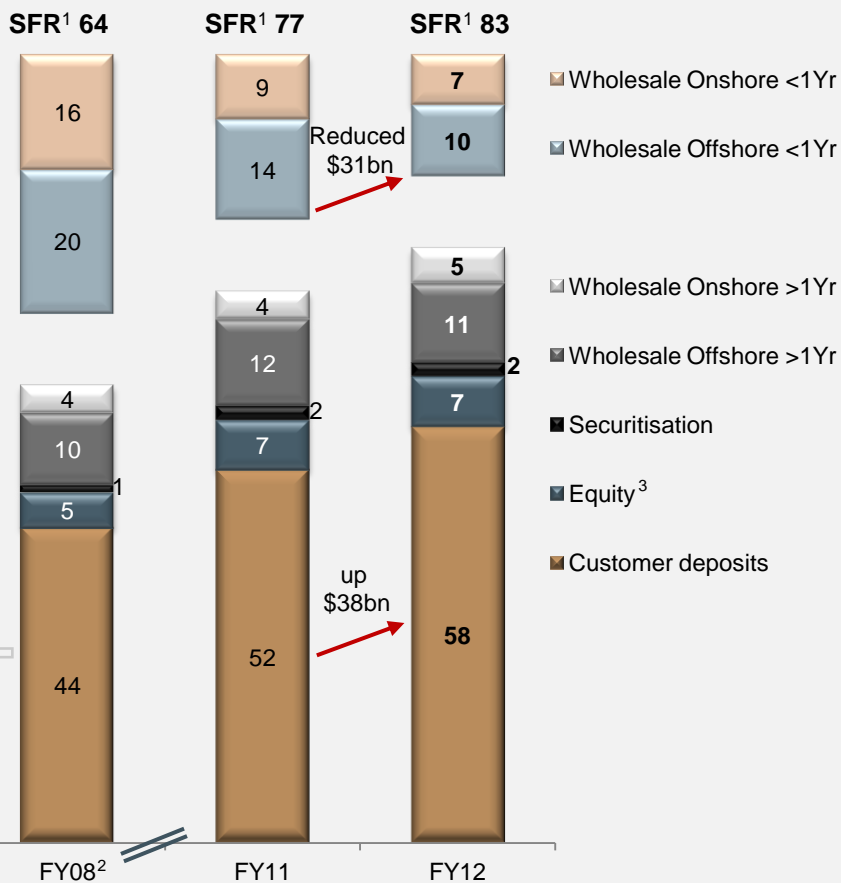 SFR¹ 64 SFR¹ 77 SFR¹ 83
16 9 7 Wholesale Onshore <1Yr
20 14 10 Wholesale Offshore <1Yr
Reduced
$31bn
4 4 5 Wholesale Onshore >1Yr
10 12 11 Wholesale Offshore >1Yr
1 2 2 Securitisation
5 7 7 Equity³
44 52 58 Customer deposits
up
$38bn
FY08² FY11 FY12